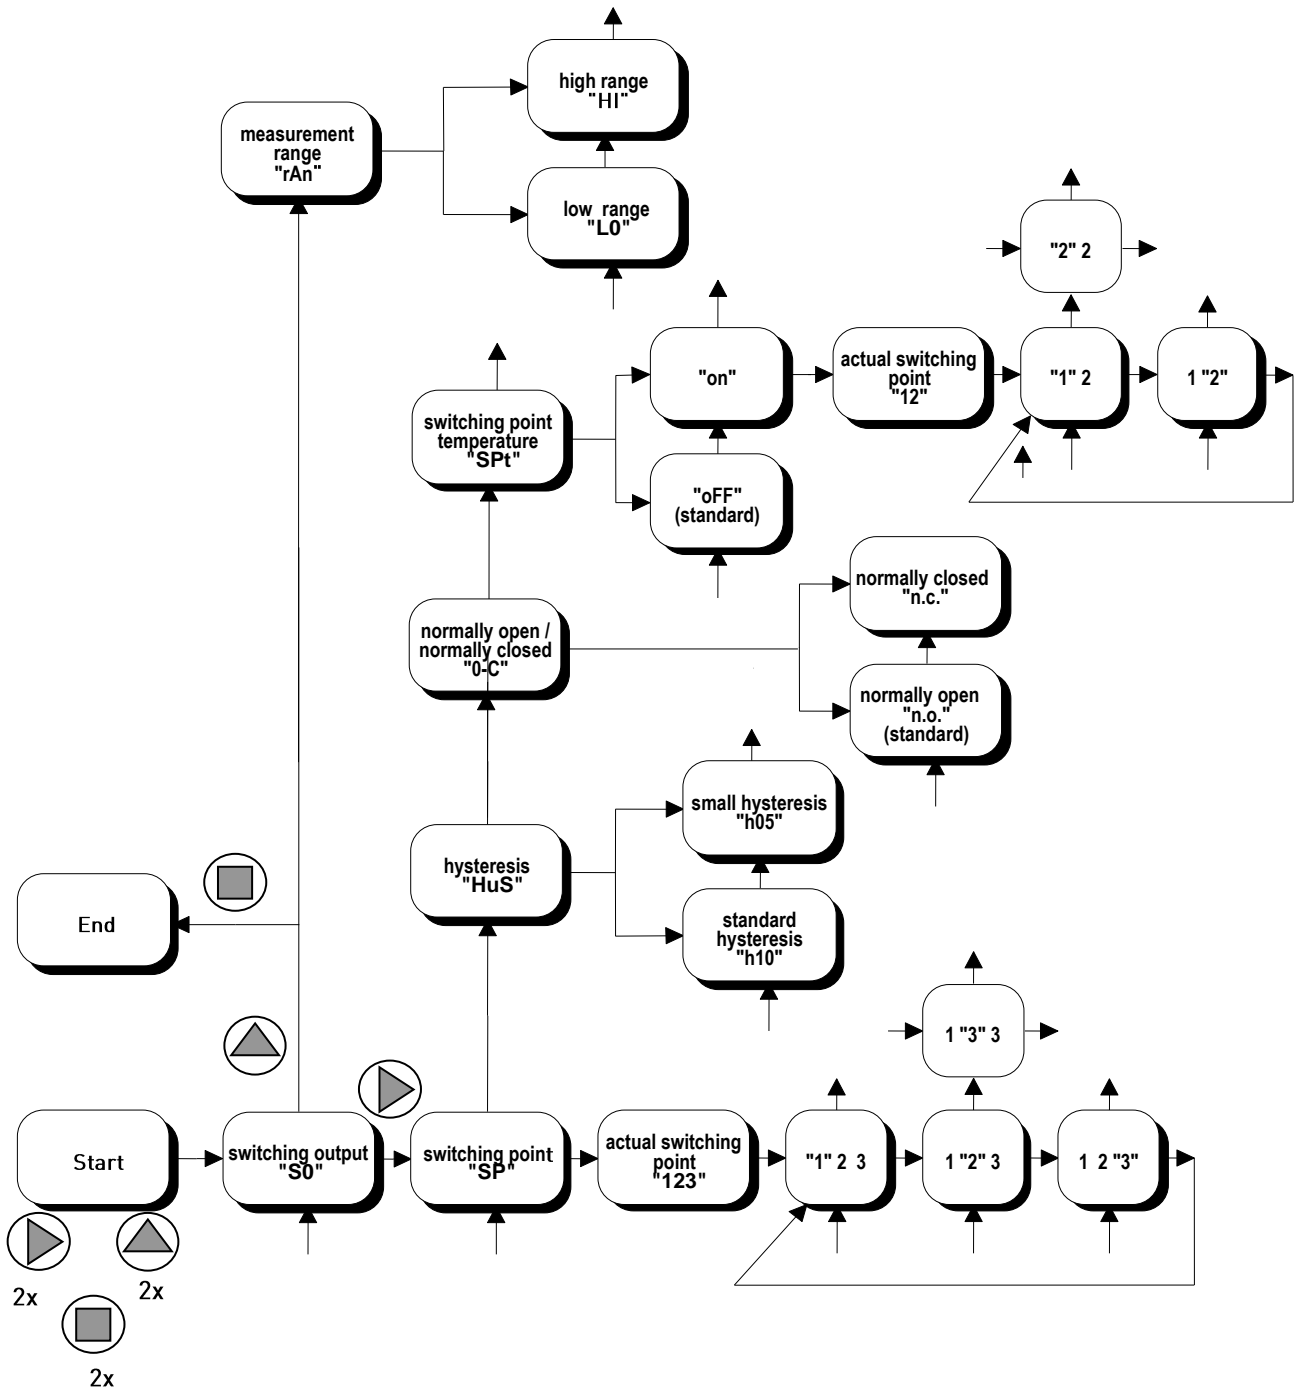 high range
"HI"
measurement
range
"rAn"
low range
"L0"
"2" 2
"on"
actual switching
point
"12"
"1" 2
1 "2"
switching point
temperature
"SPt"
"oFF"
(standard)
normally closed
"n.c."
normally open /
normally closed
"0-C"
normally open
"n.o."
(standard)
small hysteresis
"h05"
hysteresis
"HuS"
standard
hysteresis
"h10"
End
1 "3" 3
Start
switching output
"S0"
switching point
"SP"
actual switching
point
"123"
"1" 2 3
1 "2" 3
1 2 "3"
2x
2x
2x